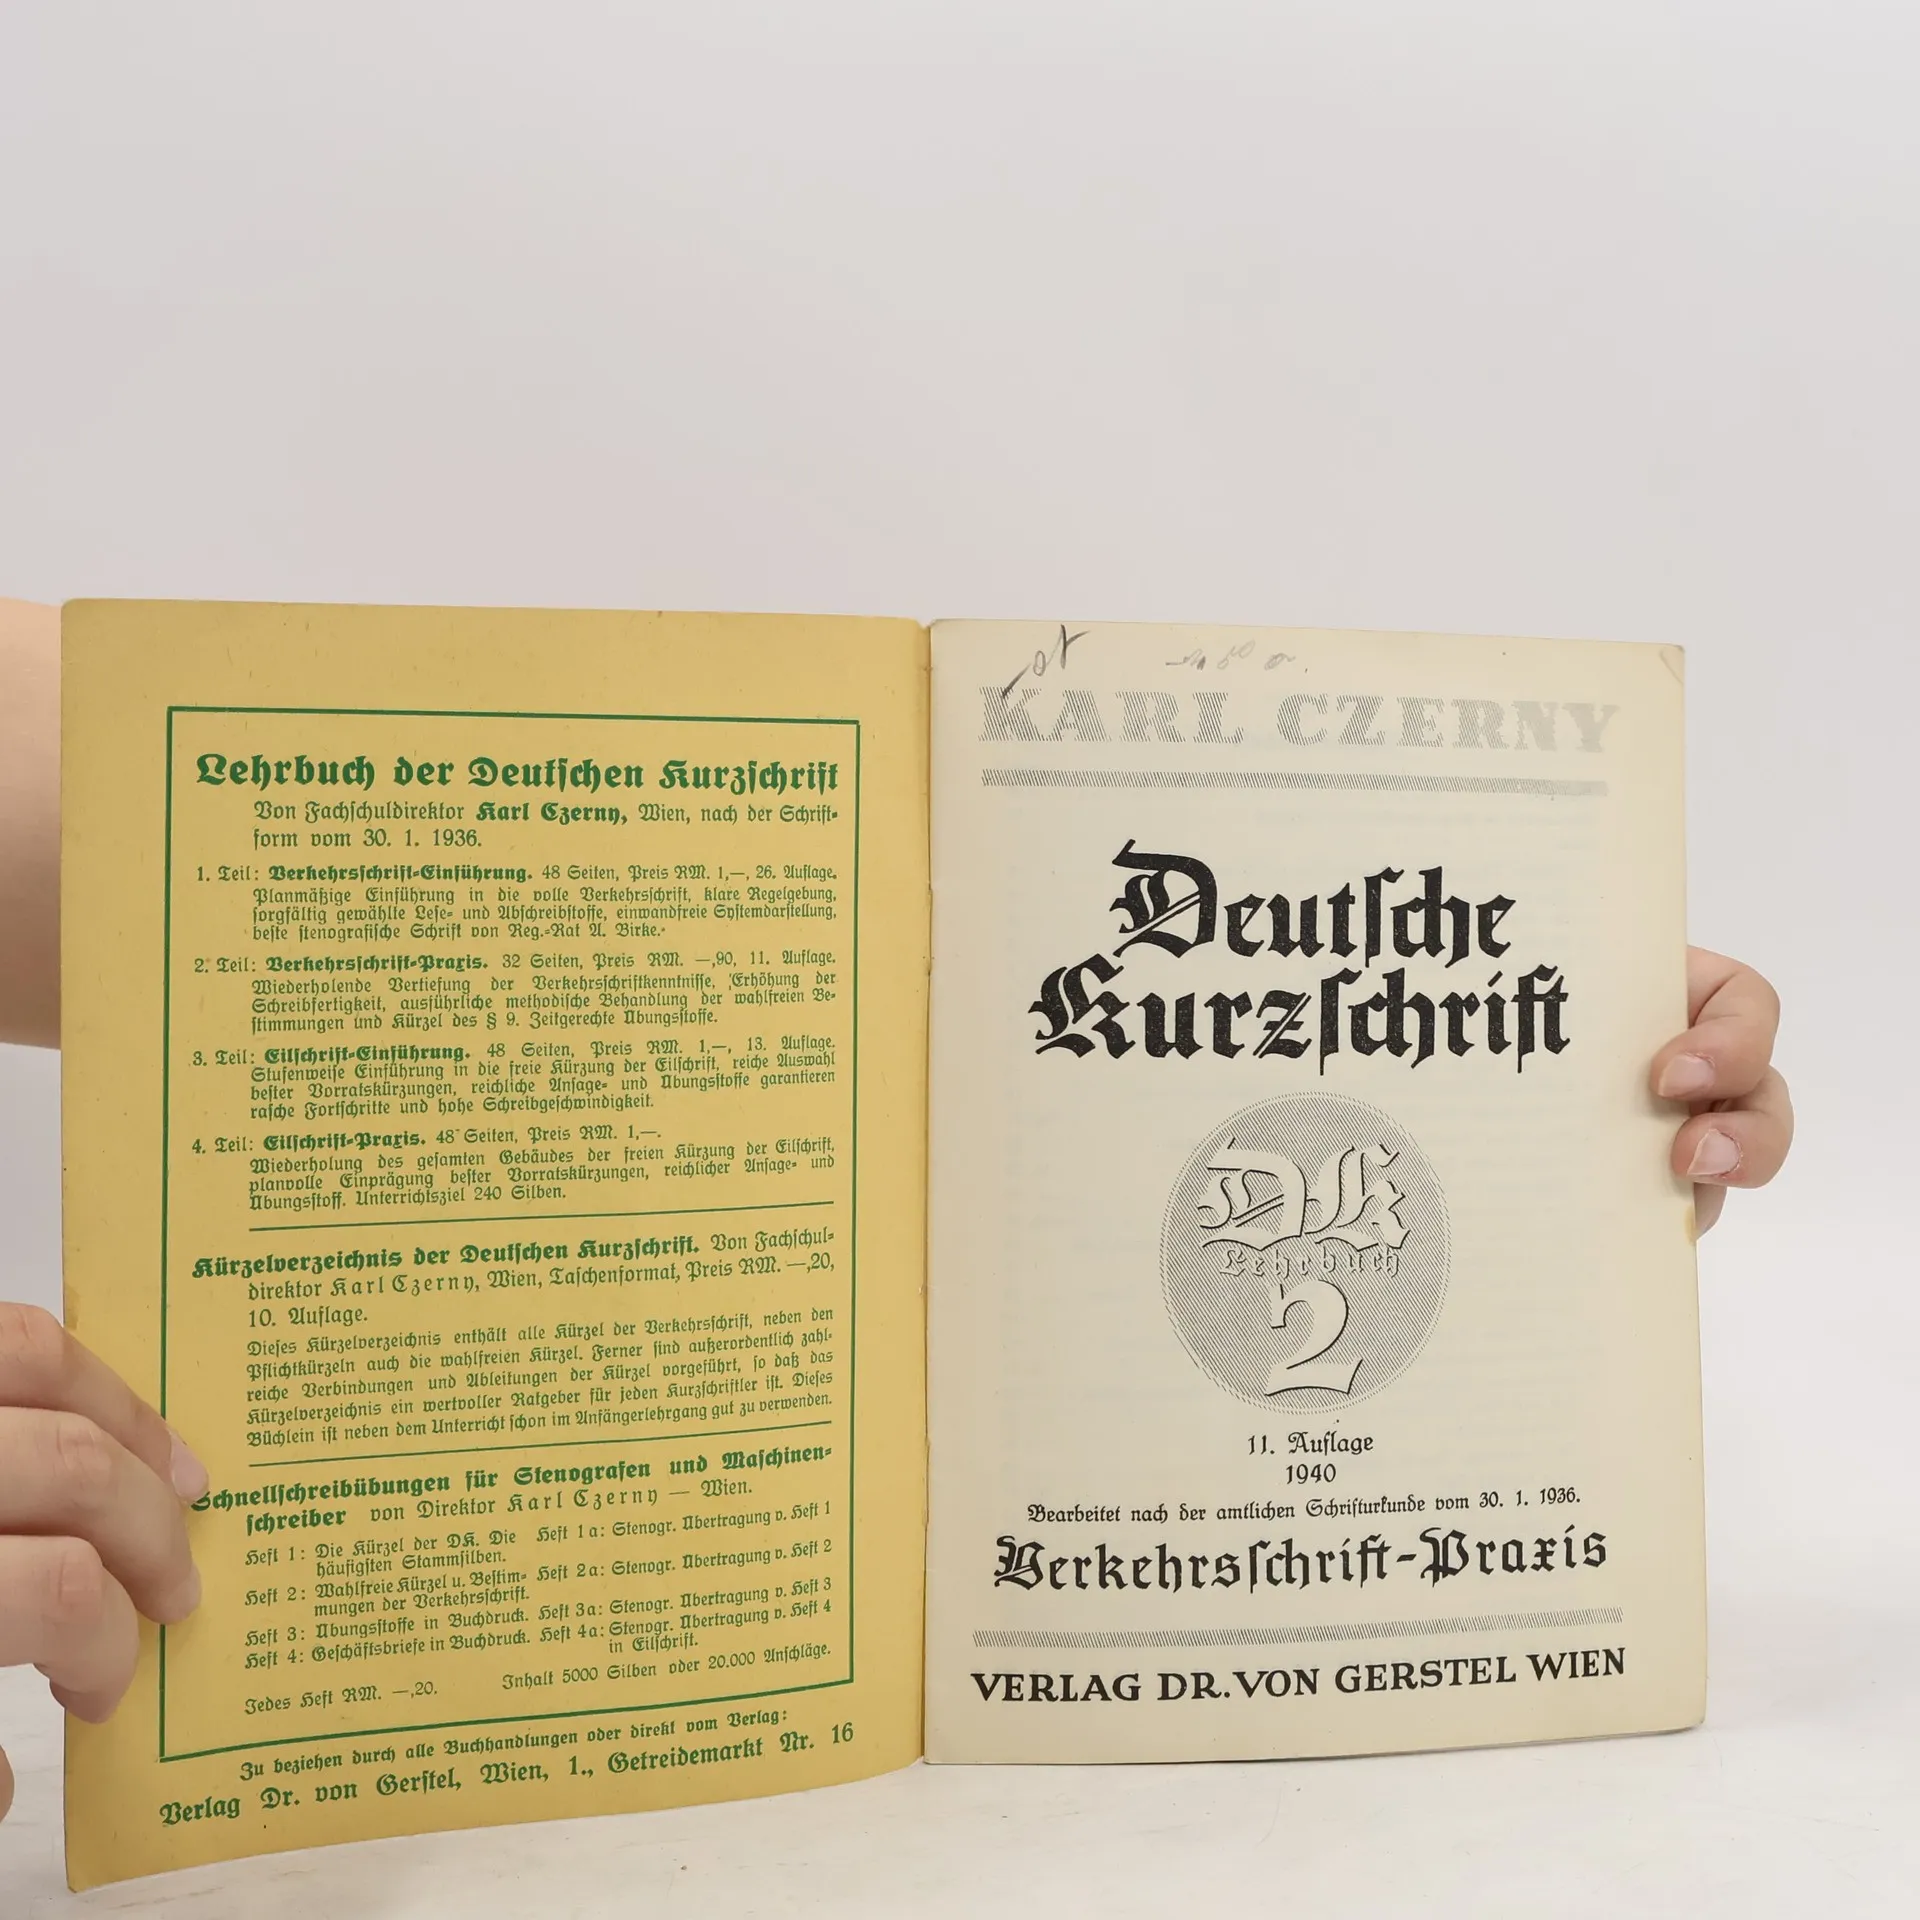 Lehrbuch der Deutschen Kurzschrift
Von Fachschuldirektor Karl Czerny, Wien, nach der Schrift-
form vom 30. 1. 1936.
1. Teil: Verkehrsschrift-Einführung. 48 Seiten, Preis RM. 1,—, 26. Auflage.
Planmäßige Einführung in die volle Verkehrsschrift, klare Regelgebung,
sorgfältig gewählte Lese- und Abschreibstoffe, einwandfreie Systemdarstellung,
beste stenografische Schrift von Reg.-Rat A. Birke.
2. Teil: Verkehrsschrift-Praxis. 32 Seiten, Preis RM. —,90, 11. Auflage.
Wiederholende Vertiefung der Verkehrsschriftkenntnisse, Erhöhung der
Schreibfertigkeit, ausführliche methodische Behandlung der wahlfreien Be-
stimmungen und Kürzel des § 9. Zeitgerechte Übungsstoffe.
3. Teil: Eilschrift-Einführung. 48 Seiten, Preis RM. 1,—, 13. Auflage.
Stufenweise Einführung in die freie Kürzung der Eilschrift, reiche Auswahl
bester Vorratskürzungen, reichliche Ansage- und Übungsstoffe garantieren
rasche Fortschritte und hohe Schreibgeschwindigkeit.
4. Teil: Eilschrift-Praxis. 48 Seiten, Preis RM. 1,—.
Wiederholung des gesamten Gebäudes der freien Kürzung der Eilschrift,
planvolle Einprägung bester Vorratskürzungen, reichlicher Ansage- und
Übungsstoff. Unterrichtsziel 240 Silben.
Kürzelverzeichnis der Deutschen Kurzschrift. Von Fachschul-
direktor Karl Czerny, Wien, Taschenformat, Preis RM. —,20,
10. Auflage.
Dieses Kürzelverzeichnis enthält alle Kürzel der Verkehrsschrift, neben den
Pflichtkürzeln auch die wahlfreien Kürzel. Ferner sind außerordentlich zahl-
reiche Verbindungen und Ableitungen der Kürzel vorgeführt, so daß das
Kürzelverzeichnis ein wertvoller Ratgeber für jeden Kurzschriftler ist. Dieses
Büchlein ist neben dem Unterricht schon im Anfängerlehrgang gut zu verwenden.
Schnellschreibübungen für Stenografen und Maschinen-
schreiber von Direktor Karl Czerny — Wien.
Heft 1: Die Kürzel der DK. Die Heft 1a: Stenogr. Übertragung v. Heft 1
häufigsten Stammsilben.
Heft 2: Wahlfreie Kürzel u. Bestim- Heft 2a: Stenogr. Übertragung v. Heft 2
mungen der Verkehrsschrift.
Heft 3: Übungsstoffe in Buchdruck. Heft 3a: Stenogr. Übertragung v. Heft 3
Heft 4: Geschäftsbriefe in Buchdruck. Heft 4a: Stenogr. Übertragung v. Heft 4
in Eilschrift.
Jedes Heft RM. —,20. Inhalt 5000 Silben oder 20.000 Anschläge.
Zu beziehen durch alle Buchhandlungen oder direkt vom Verlag:
Verlag Dr. von Gerstel, Wien, 1., Getreidemarkt Nr. 16
KARL CZERNY
Deutsche
Kurzschrift
DK
Lehrbuch
2
11. Auflage
1940
Bearbeitet nach der amtlichen Schrifturkunde vom 30. 1. 1936.
Verkehrsschrift-Praxis
VERLAG DR. VON GERSTEL WIEN